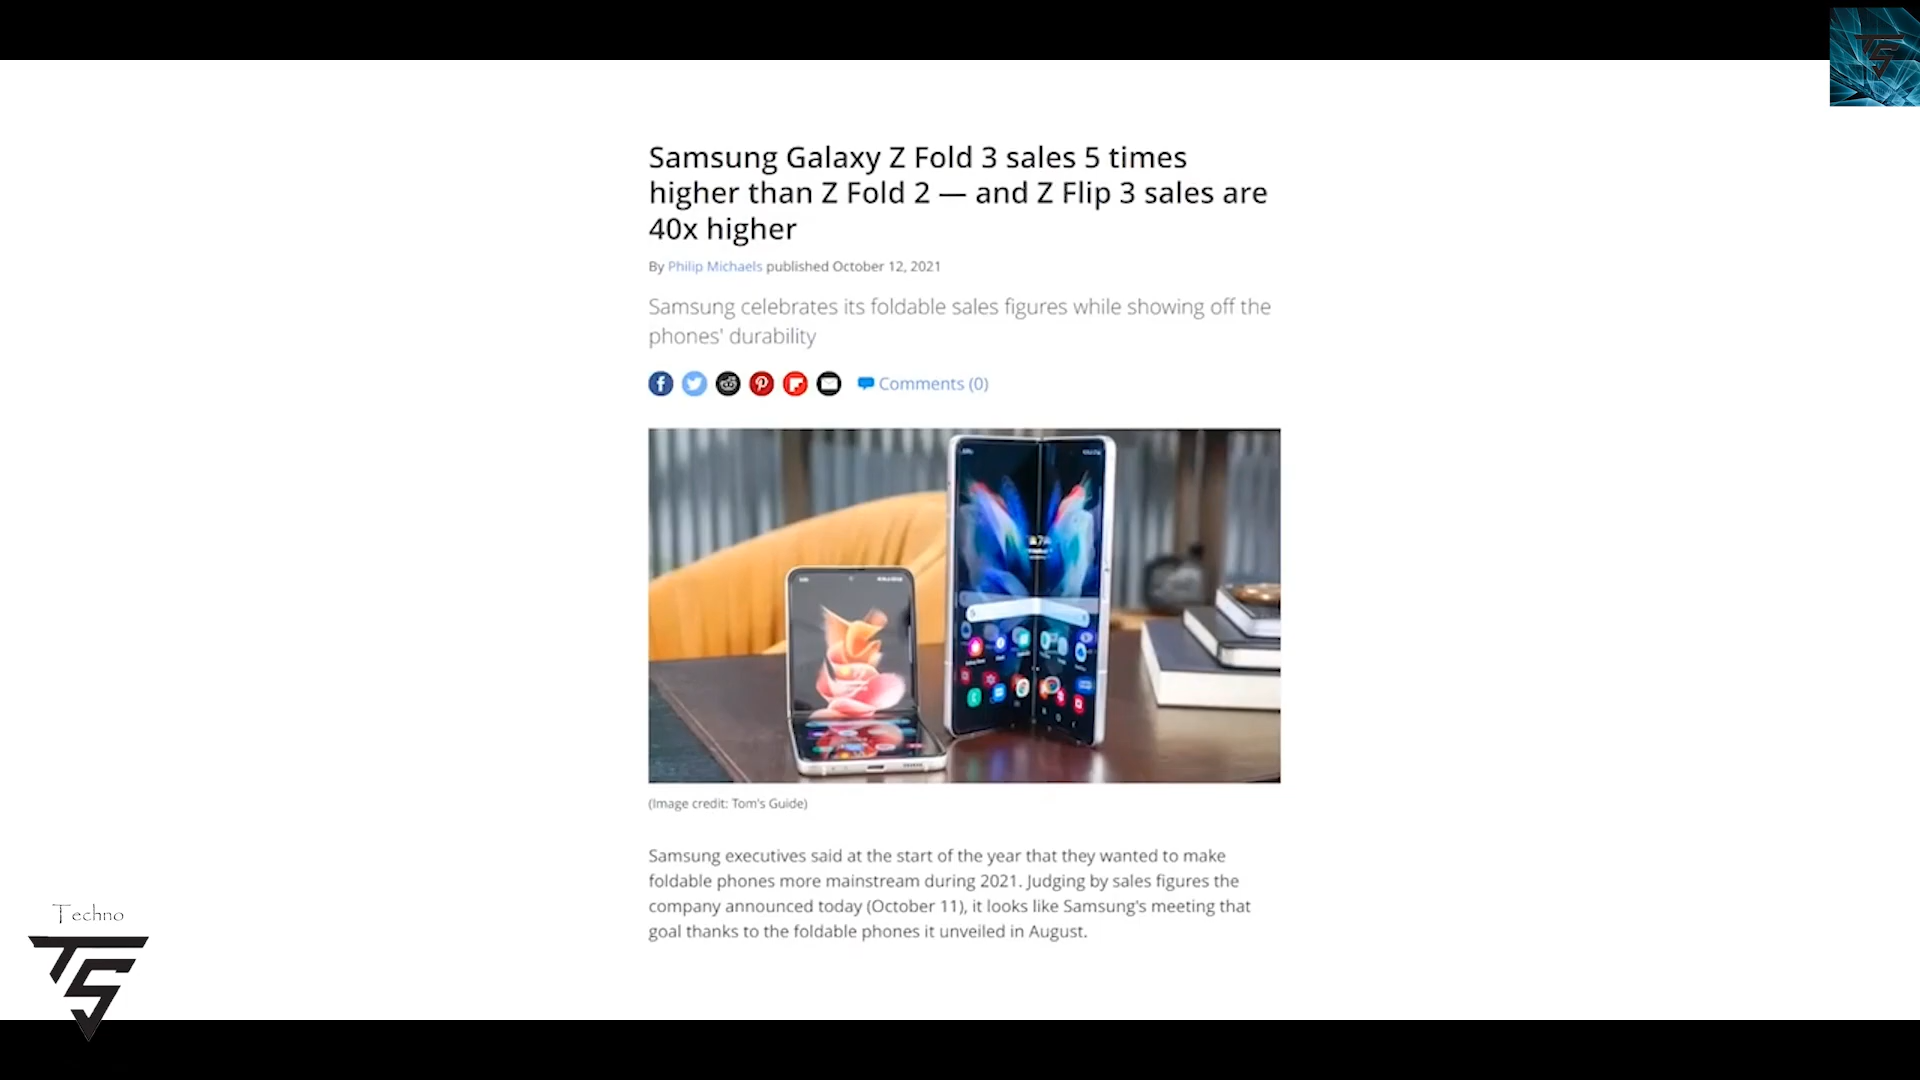 Samsung Galaxy Z Fold 3 sales 5 times
higher than Z Fold 2 — and Z Flip 3 sales are
40x higher
By Philip Michaels published October 12, 2021
Samsung celebrates its foldable sales figures while showing off the
phones' durability
Comments (0)
(Image credit: Tom's Guide)
Samsung executives said at the start of the year that they wanted to make
foldable phones more mainstream during 2021. Judging by sales figures the
company announced today (October 11), it looks like Samsung's meeting that
goal thanks to the foldable phones it unveiled in August.
Techno
TS